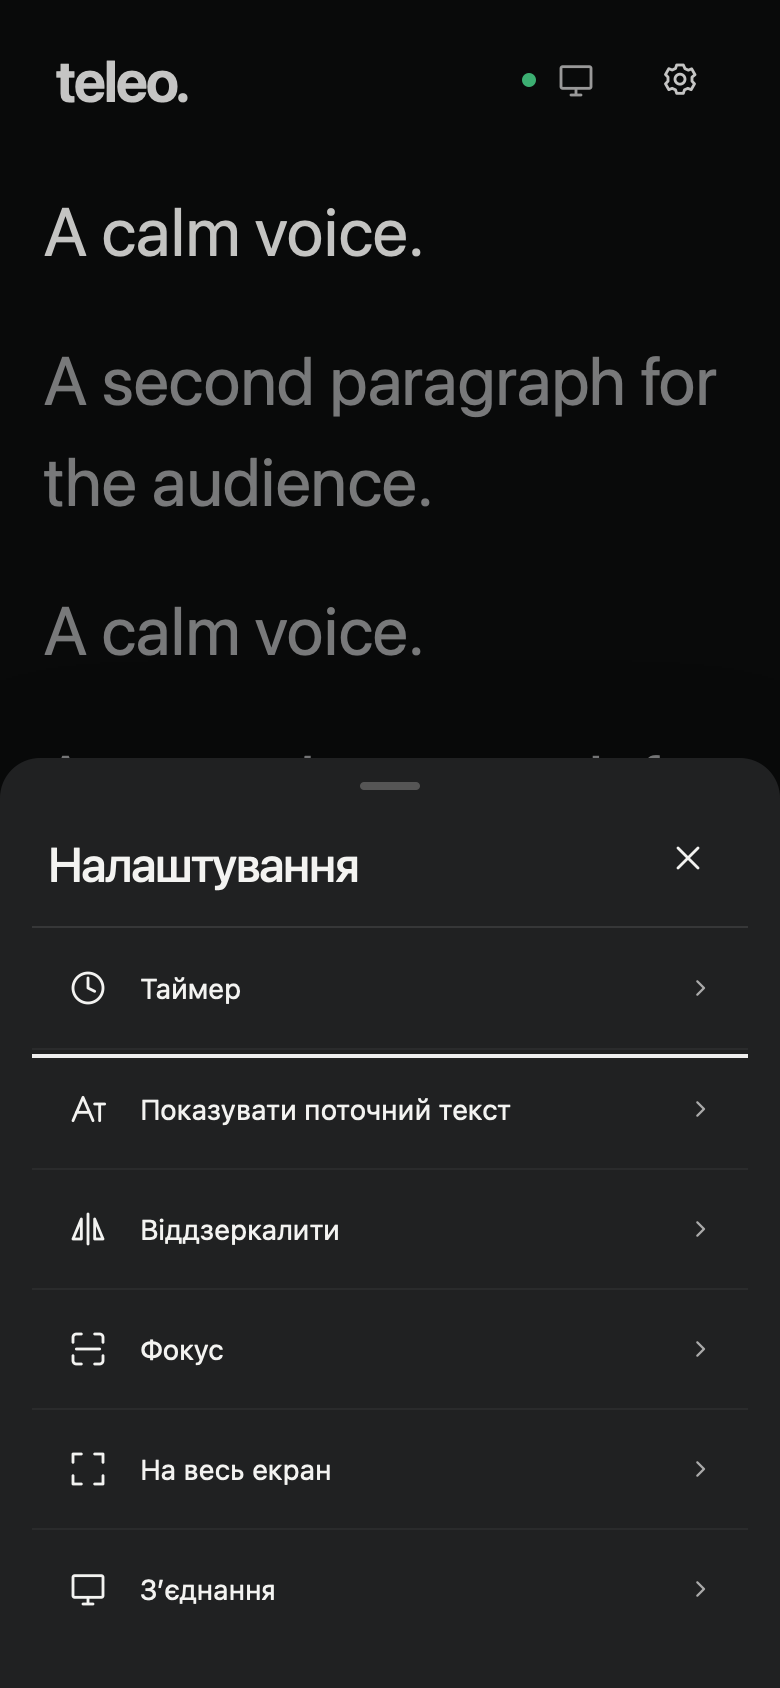 teleo.
A calm voice.
A second paragraph for
the audience.
A calm voice.
Налаштування
Таймер
Показувати поточний текст
Віддзеркалити
Фокус
На весь екран
З’єднання